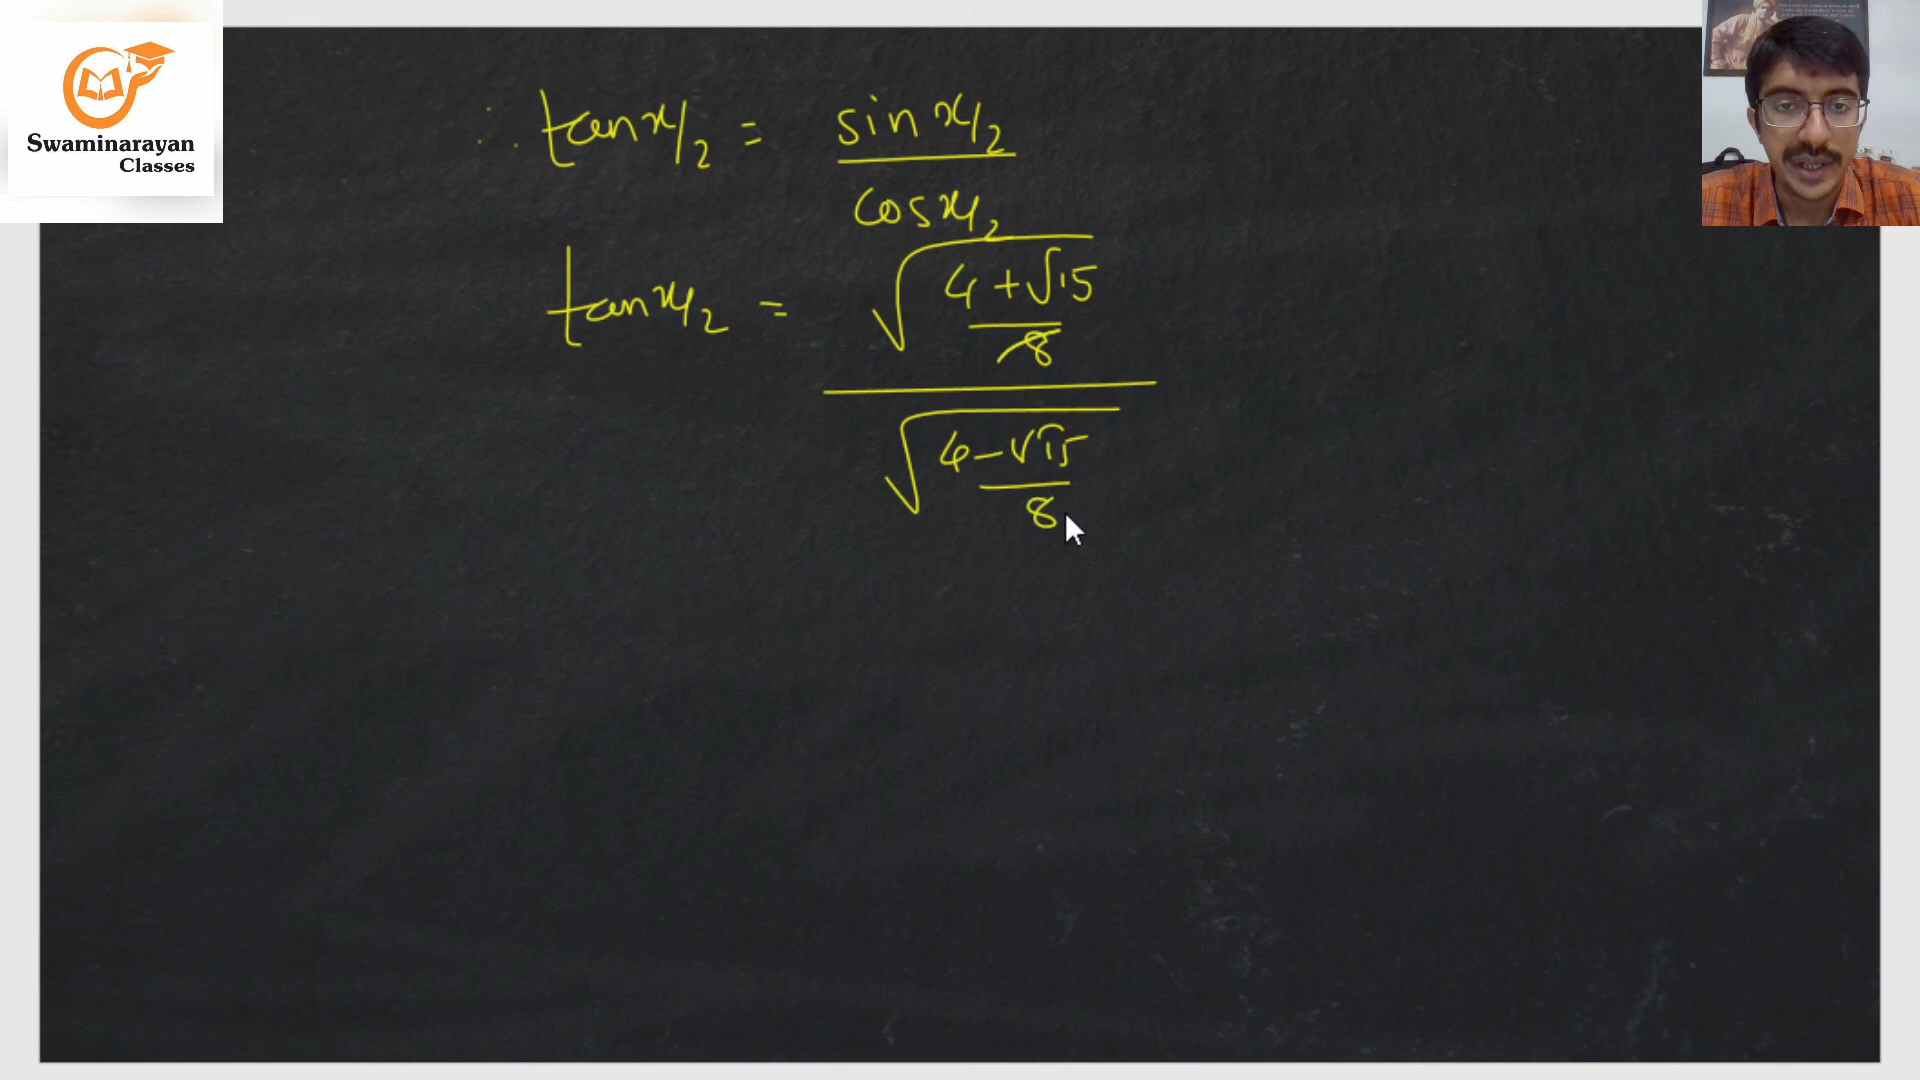 Swaminarayan
Classes
∴ tan x/2 = sin x/2 / cos x/2
tan x/2 = √(4 + √15 / 8) / √(4 - √15 / 8)